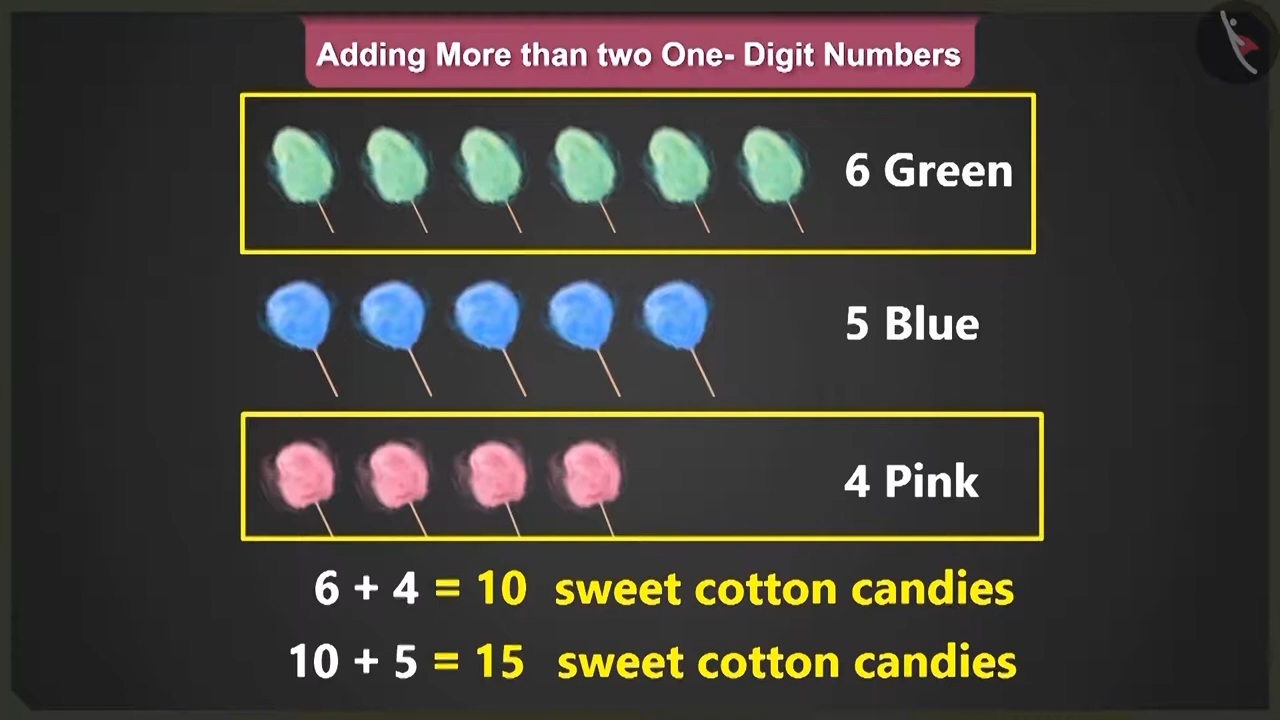 Adding More than two One- Digit Numbers
6 Green
5 Blue
4 Pink
6 + 4 = 10 sweet cotton candies
10 + 5 = 15 sweet cotton candies